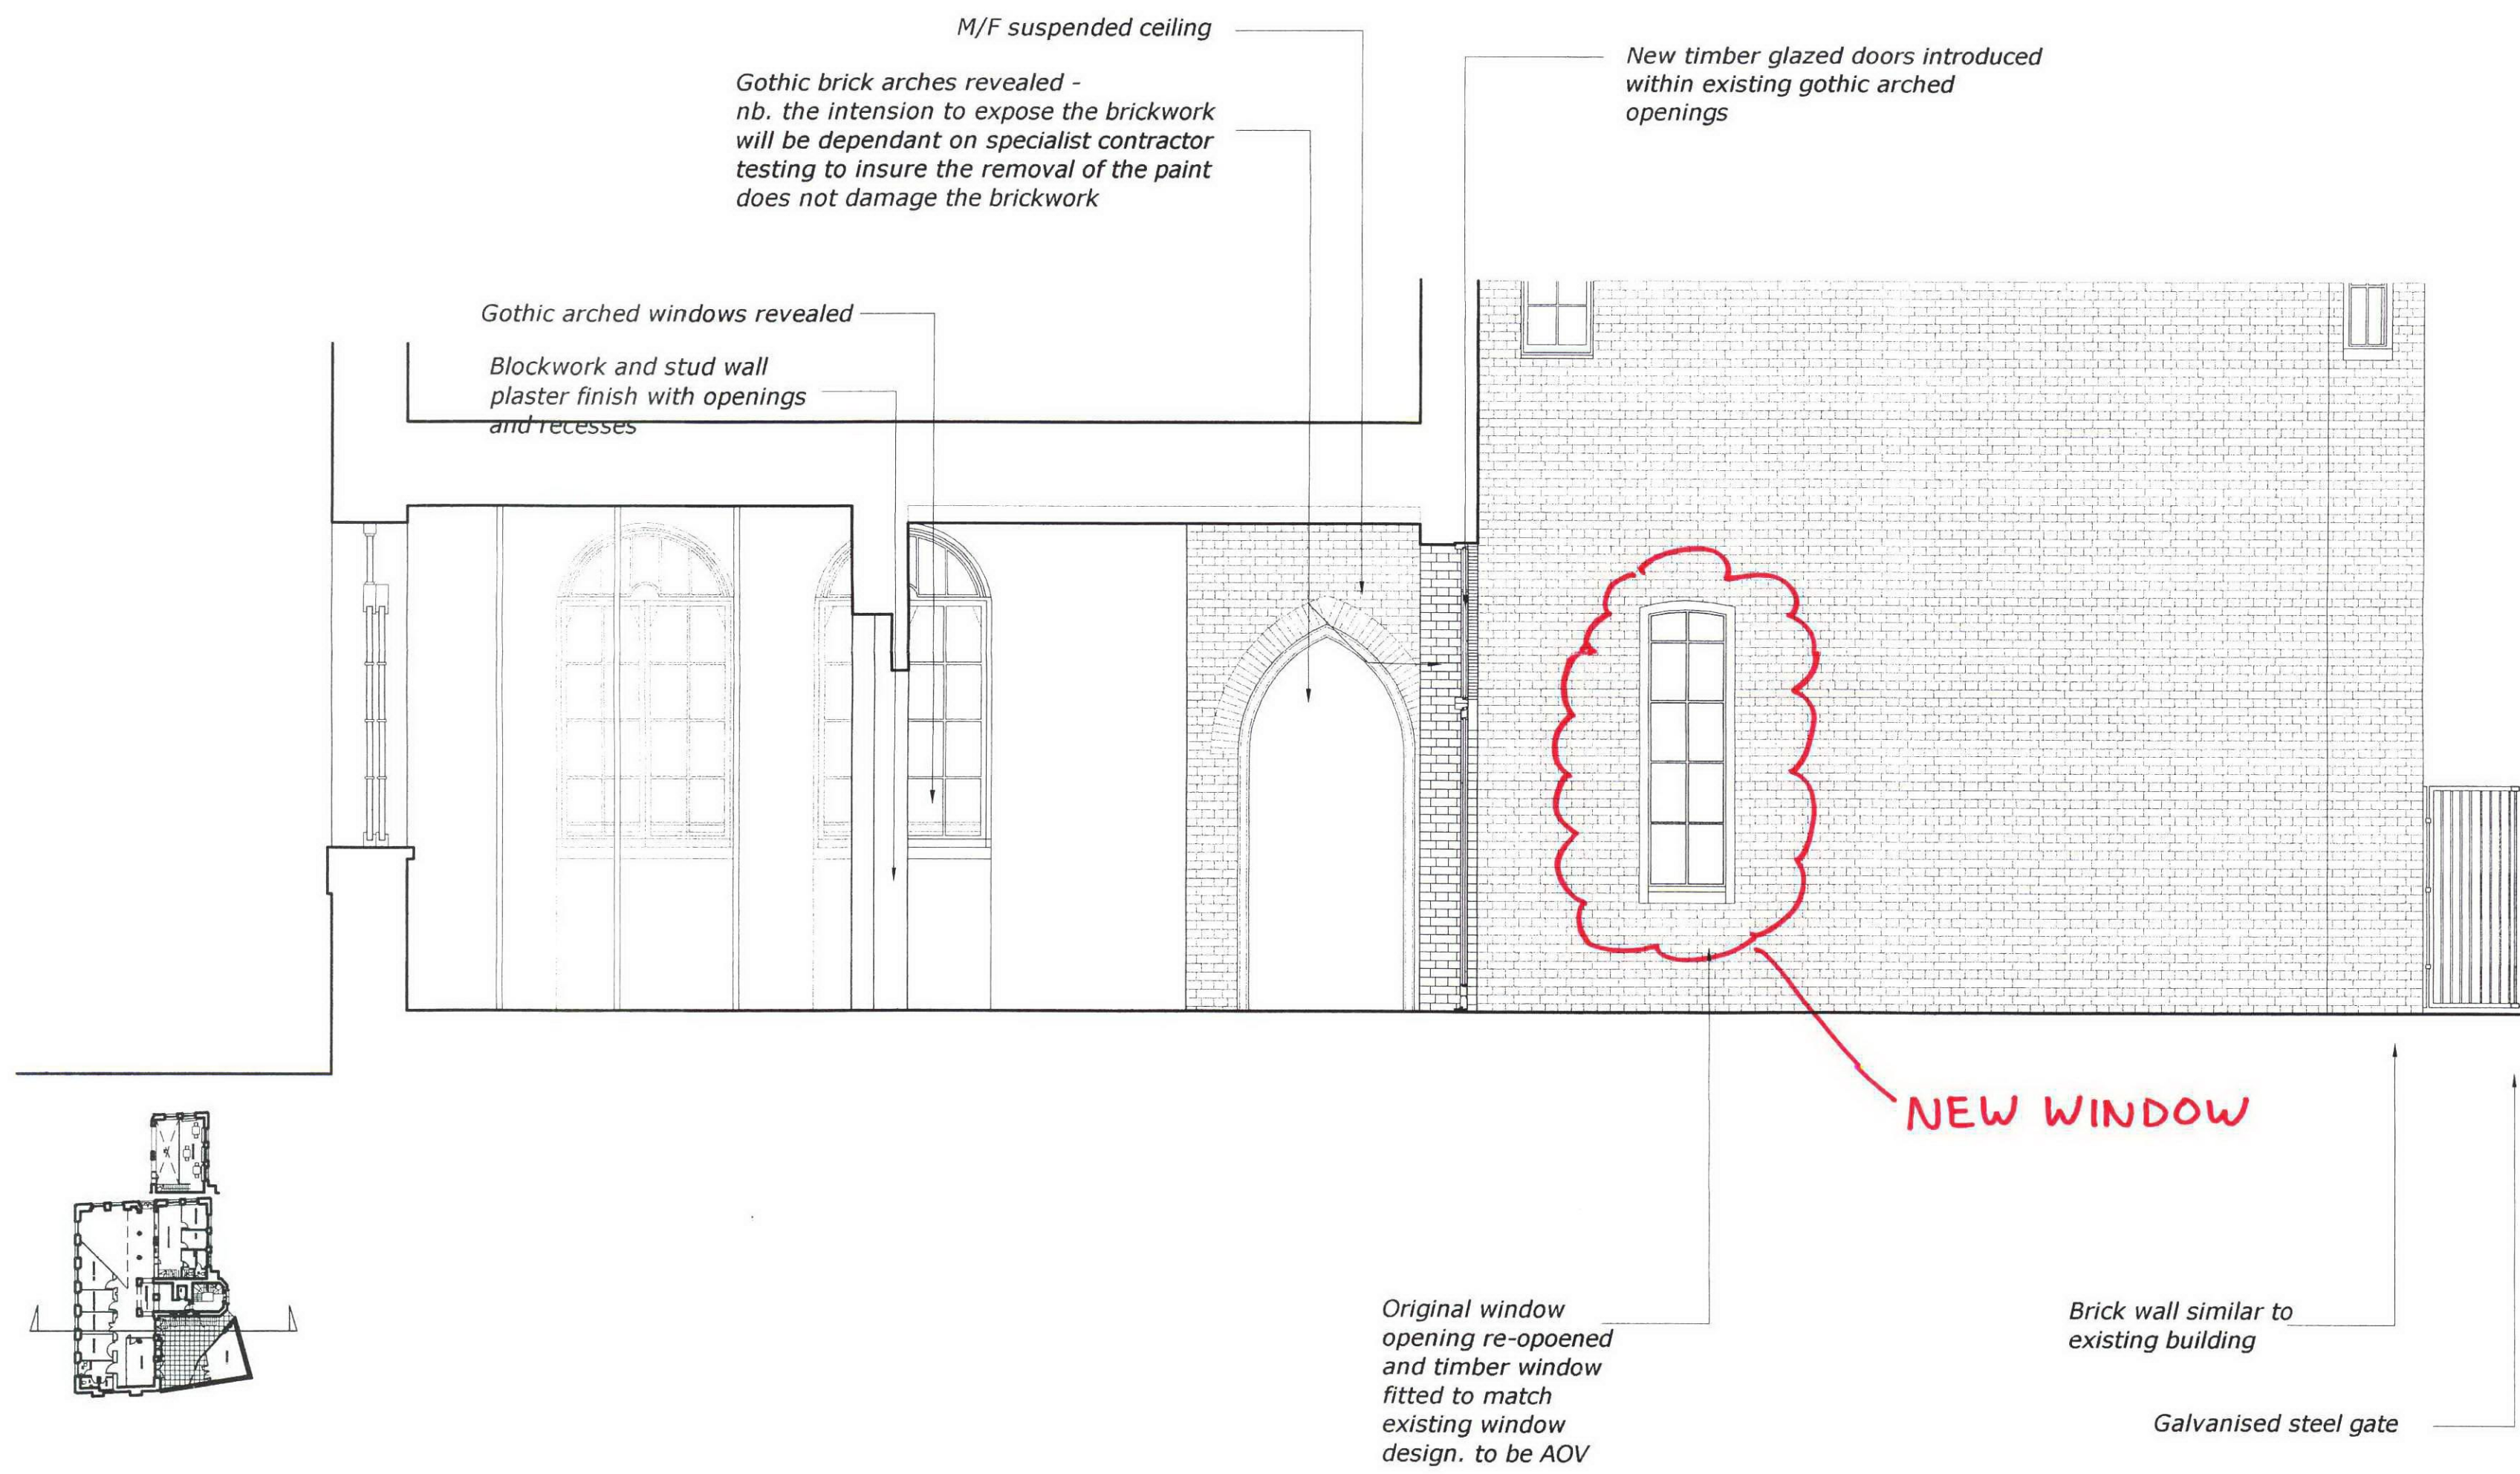 M/F suspended ceiling
Gothic brick arches revealed -
nb. the intension to expose the brickwork
will be dependant on specialist contractor
testing to insure the removal of the paint
does not damage the brickwork
New timber glazed doors introduced
within existing gothic arched
openings
Gothic arched windows revealed
Blockwork and stud wall
plaster finish with openings
and recesses
NEW WINDOW
Original window
opening re-opoened
and timber window
fitted to match
existing window
design. to be AOV
Brick wall similar to
existing building
Galvanised steel gate